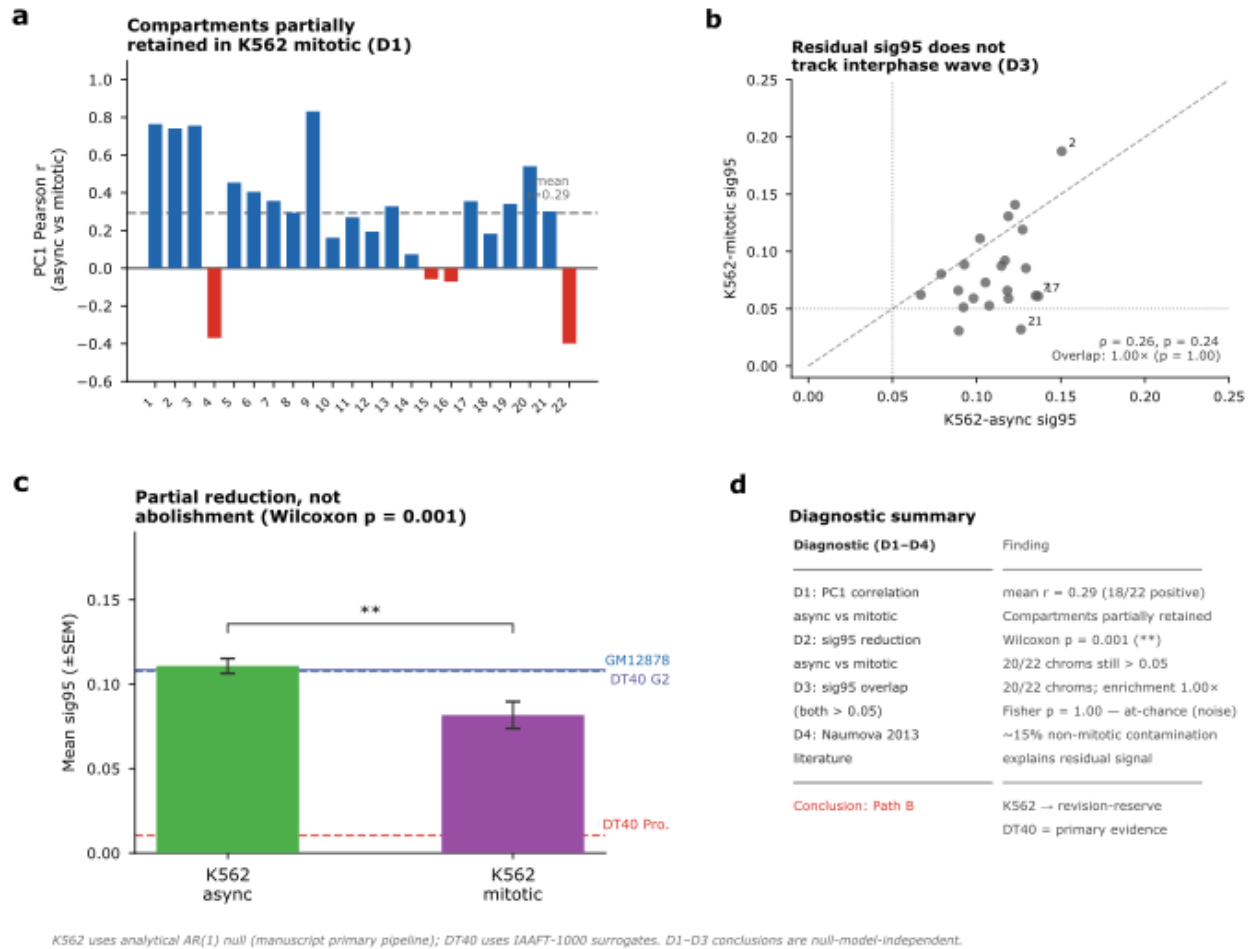 a
Compartments partially
retained in K562 mitotic (D1)
1.0
0.8
0.6
0.4
0.2
0.0
−0.2
−0.4
−0.6
PC1 Pearson r
(async vs mitotic)
mean
=0.29
1 2 3 4 5 6 7 8 9 10 11 12 13 14 15 16 17 18 19 20 21 22
b
Residual sig95 does not
track interphase wave (D3)
0.25
0.20
0.15
0.10
0.05
0.00
K562-mitotic sig95
2
17
21
ρ = 0.26, p = 0.24
Overlap: 1.00× (p = 1.00)
0.00 0.05 0.10 0.15 0.20 0.25
K562-async sig95
c
Partial reduction, not
abolishment (Wilcoxon p = 0.001)
0.15
0.10
0.05
0.00
Mean sig95 (±SEM)
**
GM12878
DT40 G2
DT40 Pro.
K562 K562
async mitotic
d
Diagnostic summary
Diagnostic (D1–D4) Finding
D1: PC1 correlation mean r = 0.29 (18/22 positive)
async vs mitotic Compartments partially retained
D2: sig95 reduction Wilcoxon p = 0.001 (**)
async vs mitotic 20/22 chroms still > 0.05
D3: sig95 overlap 20/22 chroms; enrichment 1.00×
(both > 0.05) Fisher p = 1.00 — at-chance (noise)
D4: Naumova 2013 ~15% non-mitotic contamination
literature explains residual signal
Conclusion: Path B K562 → revision-reserve
DT40 = primary evidence
K562 uses analytical AR(1) null (manuscript primary pipeline); DT40 uses IAAFT-1000 surrogates. D1–D3 conclusions are null-model-independent.